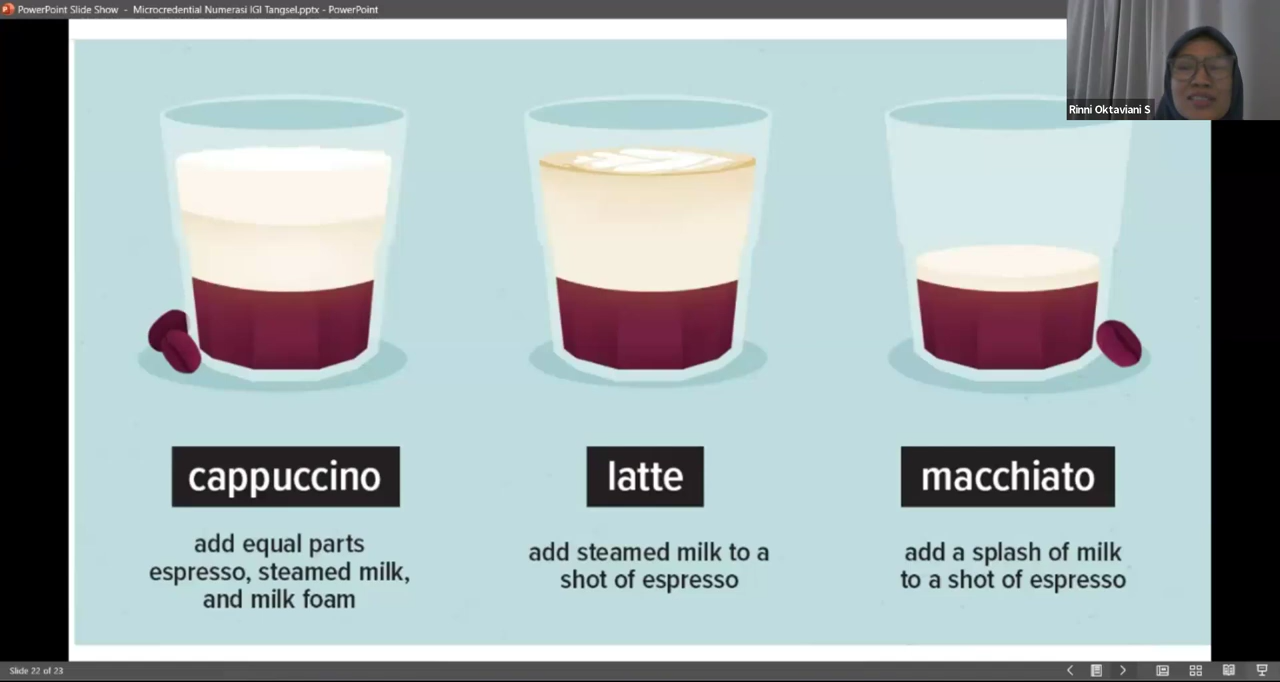 PowerPoint Slide Show - Microcredential Numerasi IGI Tangsel.pptx - PowerPoint
Rinni Oktaviani S
cappuccino
add equal parts
espresso, steamed milk,
and milk foam
latte
add steamed milk to a
shot of espresso
macchiato
add a splash of milk
to a shot of espresso
Slide 22 of 23